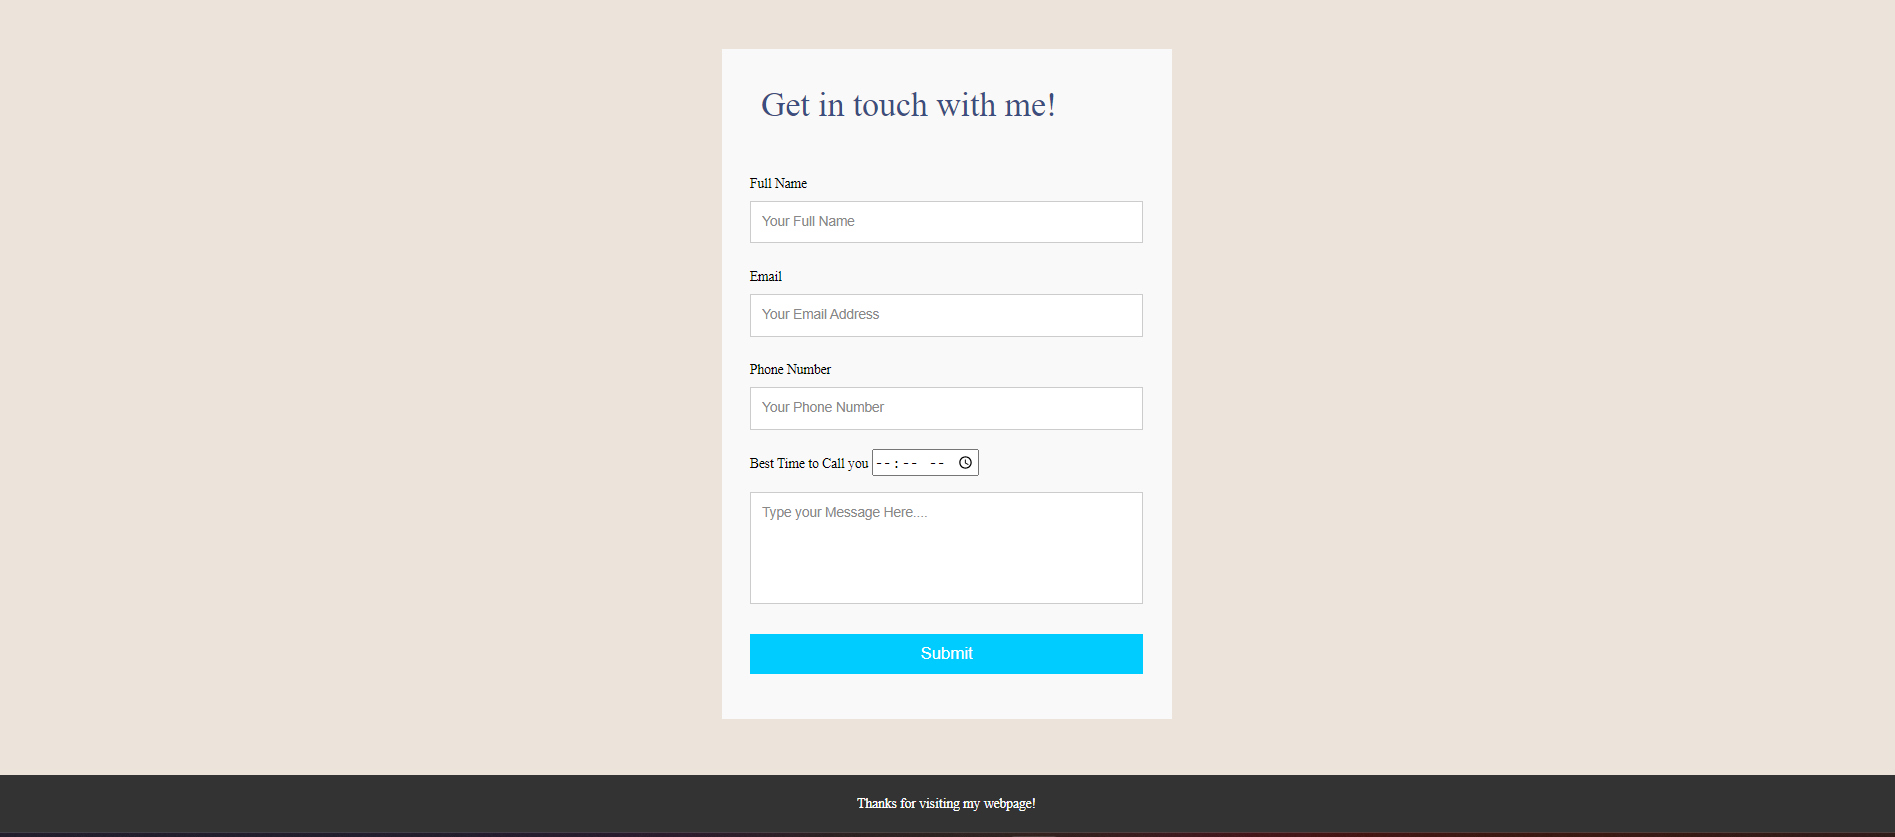 Get in touch with me!
Full Name
Your Full Name
Email
Your Email Address
Phone Number
Your Phone Number
Best Time to Call you --:-- --
Type your Message Here....
Submit
Thanks for visiting my webpage!